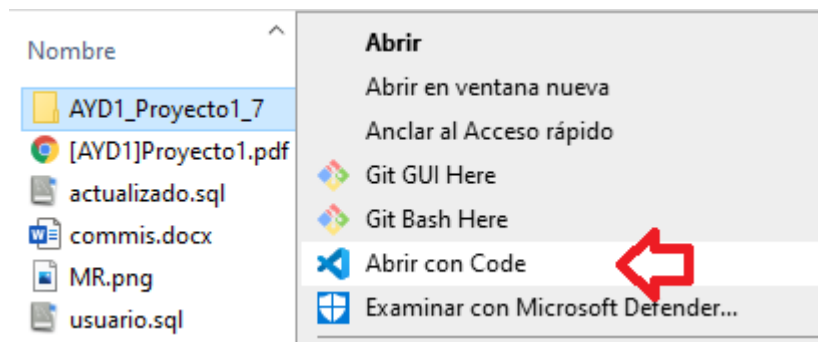 Nombre
AYD1_Proyecto1_7
[AYD1]Proyecto1.pdf
actualizado.sql
commis.docx
MR.png
usuario.sql
Abrir
Abrir en ventana nueva
Anclar al Acceso rápido
Git GUI Here
Git Bash Here
Abrir con Code
Examinar con Microsoft Defender...